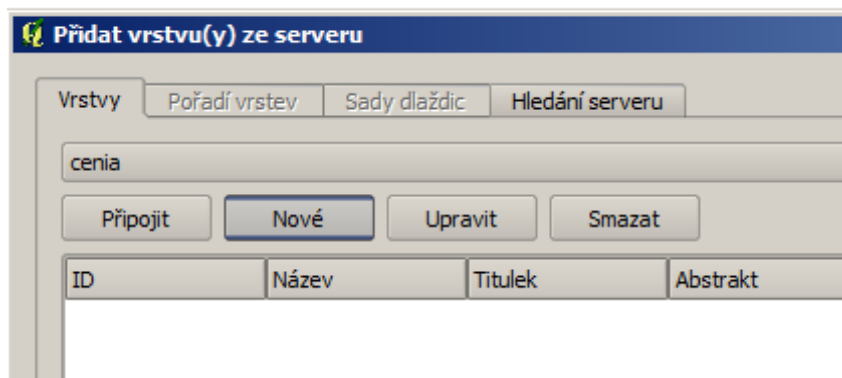 Přidat vrstvu(y) ze serveru
Vrstvy Pořadí vrstev Sady dlaždic Hledání serveru
cenia
Připojit Nové Upravit Smazat
ID Název Titulek Abstrakt